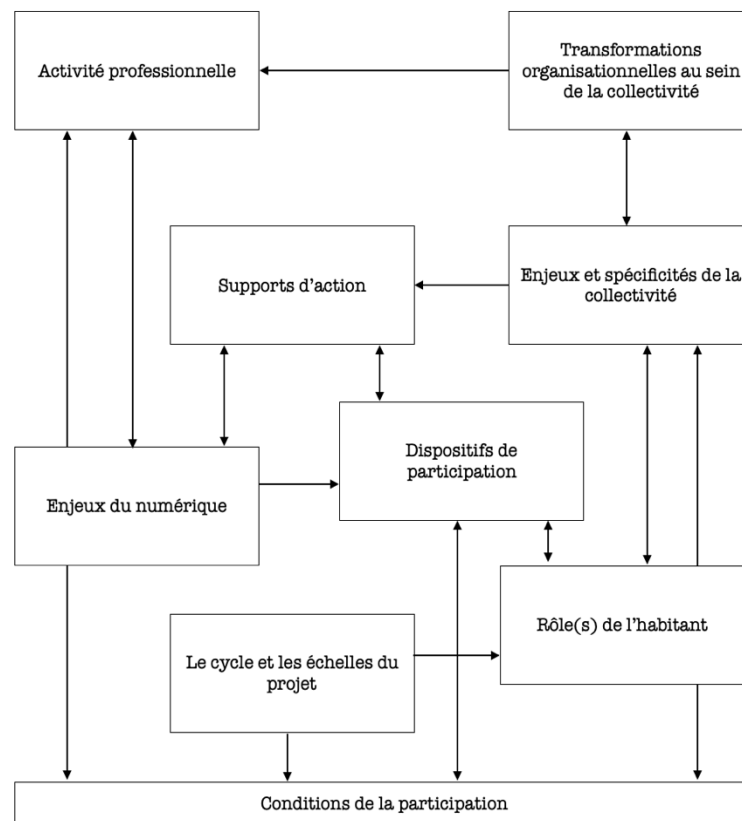 Activité professionnelle
Transformations
organisationnelles au sein
de la collectivité
Supports d'action
Enjeux et spécificités de la
collectivité
Dispositifs de
participation
Enjeux du numérique
Rôle(s) de l'habitant
Le cycle et les échelles du
projet
Conditions de la participation